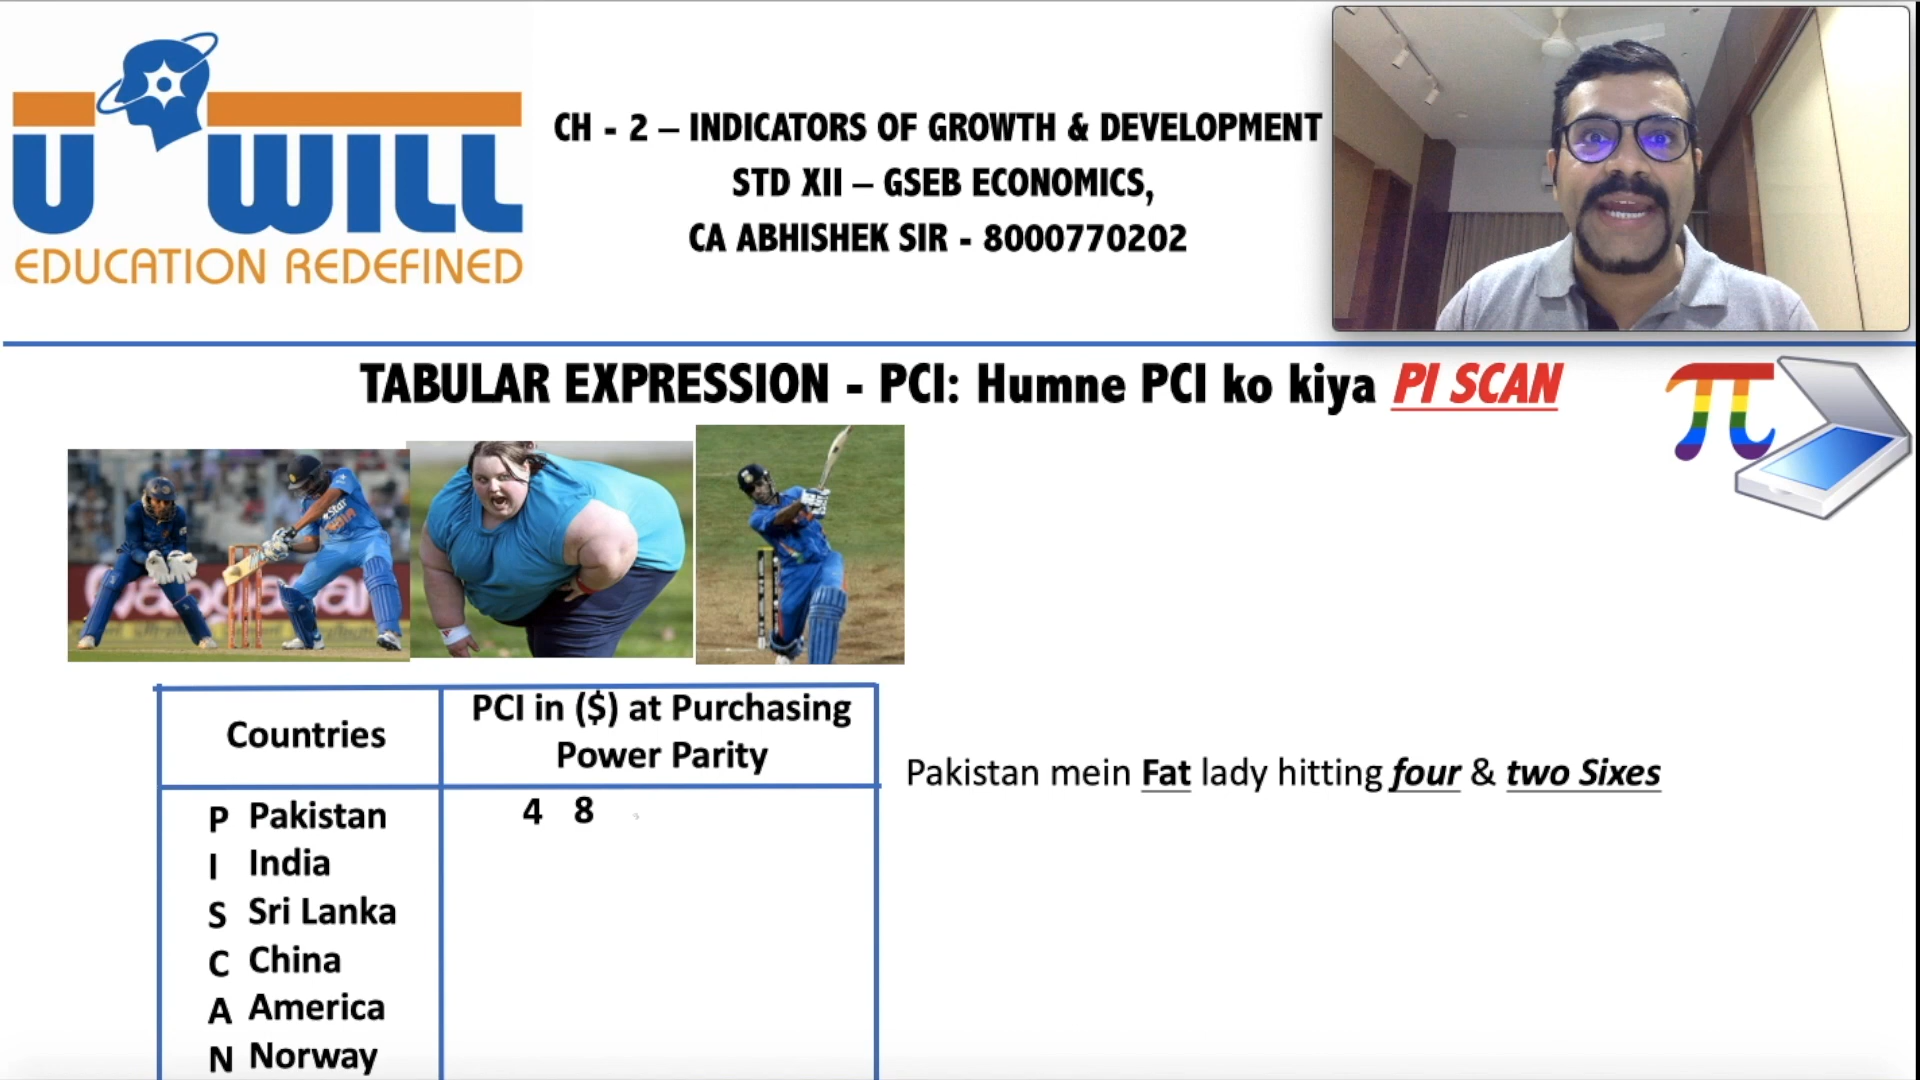 U WILL
EDUCATION REDEFINED
CH - 2 – INDICATORS OF GROWTH & DEVELOPMENT
STD XII – GSEB ECONOMICS,
CA ABHISHEK SIR - 8000770202
TABULAR EXPRESSION - PCI: Humne PCI ko kiya PI SCAN
π
Star
INDIA
Countries
PCI in ($) at Purchasing
Power Parity
Pakistan mein Fat lady hitting four & two Sixes
P Pakistan 4 8
I India
S Sri Lanka
C China
A America
N Norway